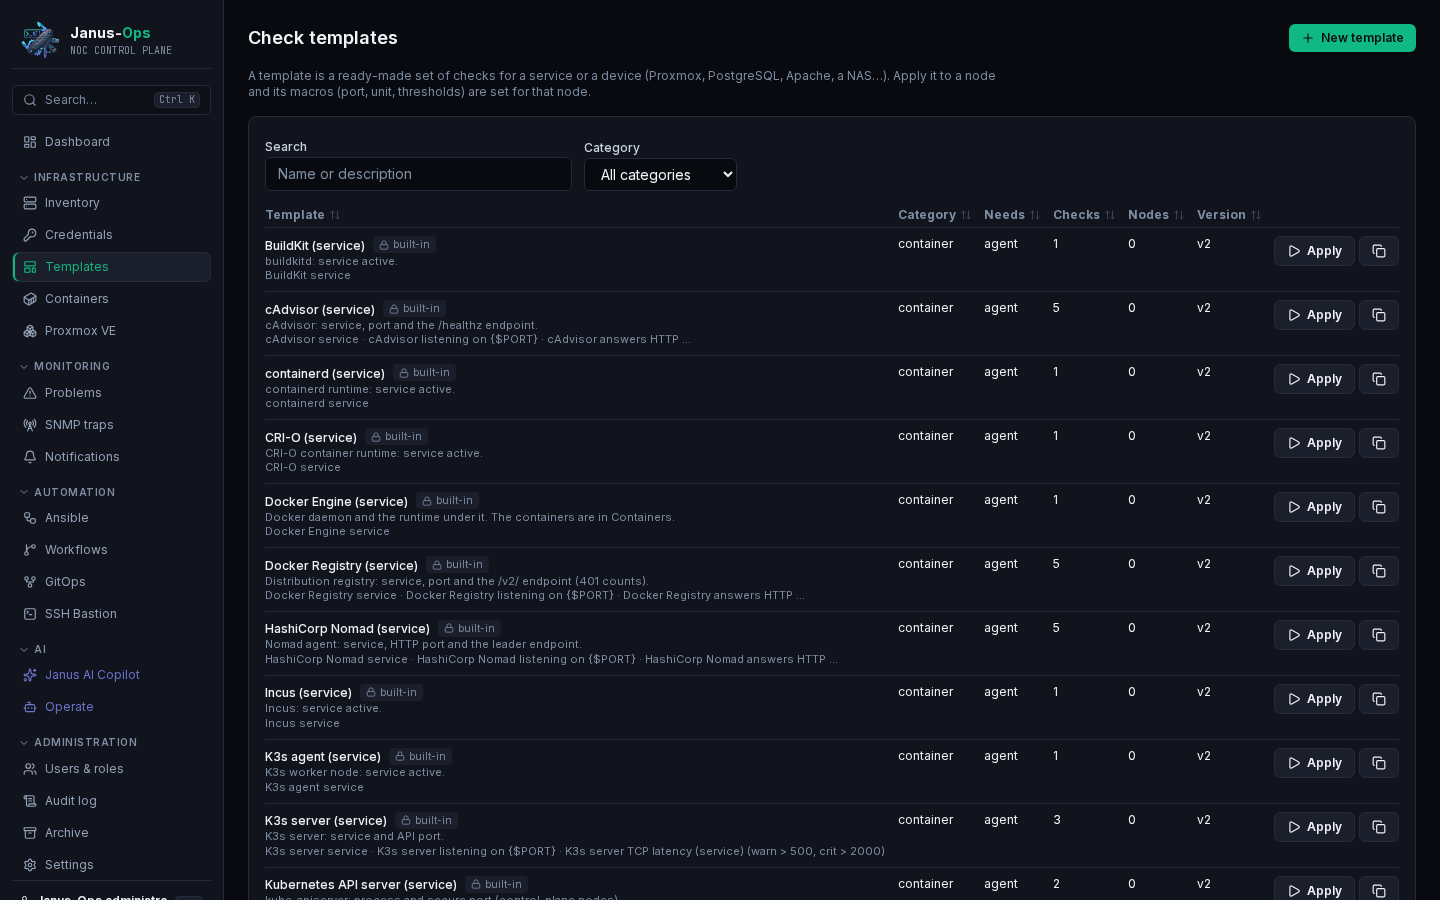 Janus-Ops
NOC CONTROL PLANE
Search...
Ctrl K
Dashboard
INFRASTRUCTURE
Inventory
Credentials
Templates
Containers
Proxmox VE
MONITORING
Problems
SNMP traps
Notifications
AUTOMATION
Ansible
Workflows
GitOps
SSH Bastion
AI
Janus AI Copilot
Operate
ADMINISTRATION
Users & roles
Audit log
Archive
Settings
Janus-Ops administra
Check templates
New template
A template is a ready-made set of checks for a service or a device (Proxmox, PostgreSQL, Apache, a NAS…). Apply it to a node
and its macros (port, unit, thresholds) are set for that node.
Search
Category
Name or description
All categories
Template Category Needs Checks Nodes Version
BuildKit (service) built-in container agent 1 0 v2 Apply
buildkitd: service active.
BuildKit service
cAdvisor (service) built-in container agent 5 0 v2 Apply
cAdvisor: service, port and the /healthz endpoint.
cAdvisor service · cAdvisor listening on {$PORT} · cAdvisor answers HTTP ...
containerd (service) built-in container agent 1 0 v2 Apply
containerd runtime: service active.
containerd service
CRI-O (service) built-in container agent 1 0 v2 Apply
CRI-O container runtime: service active.
CRI-O service
Docker Engine (service) built-in container agent 1 0 v2 Apply
Docker daemon and the runtime under it. The containers are in Containers.
Docker Engine service
Docker Registry (service) built-in container agent 5 0 v2 Apply
Distribution registry: service, port and the /v2/ endpoint (401 counts).
Docker Registry service · Docker Registry listening on {$PORT} · Docker Registry answers HTTP ...
HashiCorp Nomad (service) built-in container agent 5 0 v2 Apply
Nomad agent: service, HTTP port and the leader endpoint.
HashiCorp Nomad service · HashiCorp Nomad listening on {$PORT} · HashiCorp Nomad answers HTTP ...
Incus (service) built-in container agent 1 0 v2 Apply
Incus: service active.
Incus service
K3s agent (service) built-in container agent 1 0 v2 Apply
K3s worker node: service active.
K3s agent service
K3s server (service) built-in container agent 3 0 v2 Apply
K3s server: service and API port.
K3s server service · K3s server listening on {$PORT} · K3s server TCP latency (service) (warn > 500, crit > 2000)
Kubernetes API server (service) built-in container agent 2 0 v2 Apply
kube-apiserver: process and secure port (control-plane nodes).